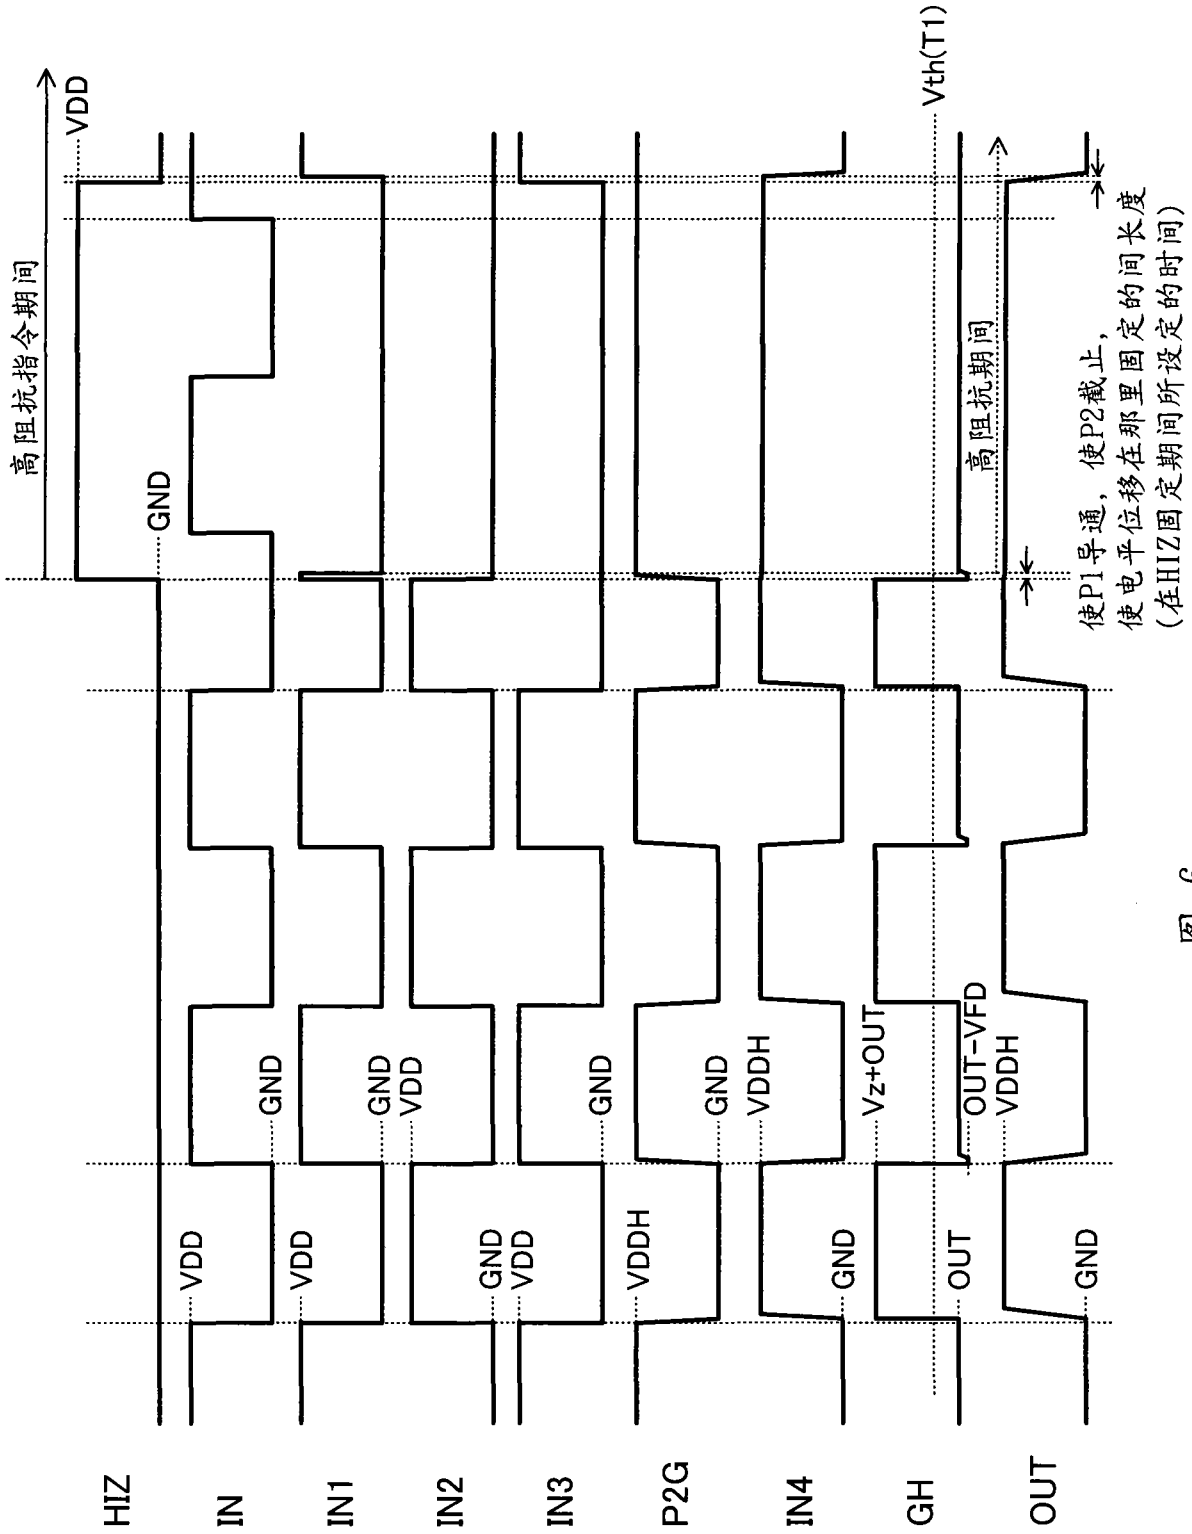 高阻抗指令期间
HIZ
GND
VDD
IN
VDD
GND
IN1
VDD
GND
IN2
GND
VDD
IN3
VDD
GND
P2G
VDDH
GND
IN4
GND
VDDH
GH
OUT
Vz+OUT
OUT-VFD
Vth(T1)
高阻抗期间
OUT
GND
VDDH
使P1导通，使P2截止，
使电平位移在那里固定的间长度
(在HIZ固定期间所设定的时间)
图 6